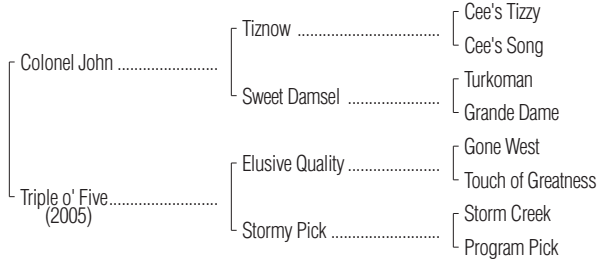 Cee's Tizzy
Tiznow ........................
Cee's Song
Colonel John ........................
Turkoman
Sweet Damsel ......................
Grande Dame
Gone West
Elusive Quality ......................
Touch of Greatness
Triple o' Five..........................
(2005)
Storm Creek
Stormy Pick ..........................
Program Pick